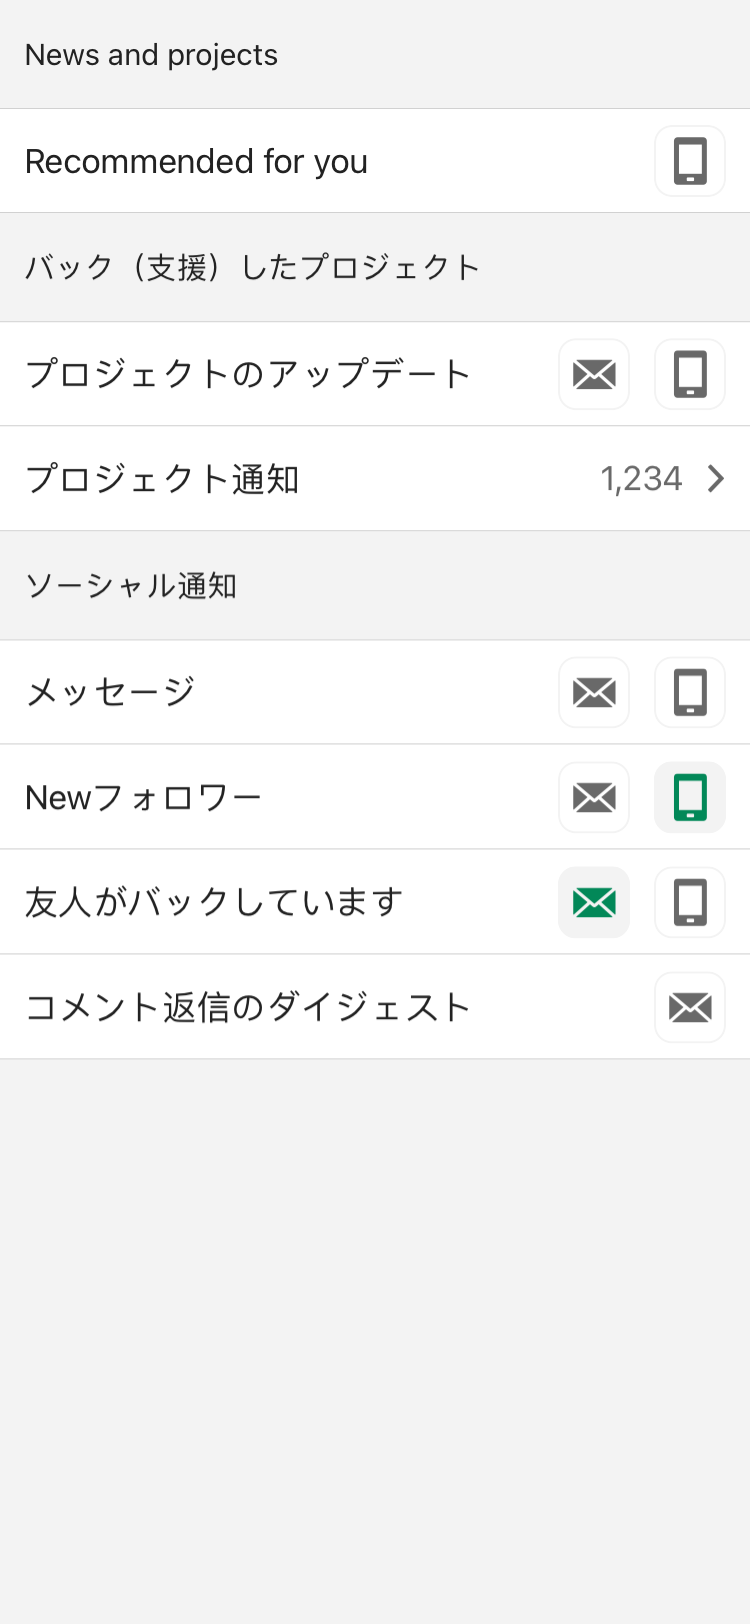 News and projects
Recommended for you
バック（支援）したプロジェクト
プロジェクトのアップデート
プロジェクト通知 1,234
ソーシャル通知
メッセージ
Newフォロワー
友人がバックしています
コメント返信のダイジェスト